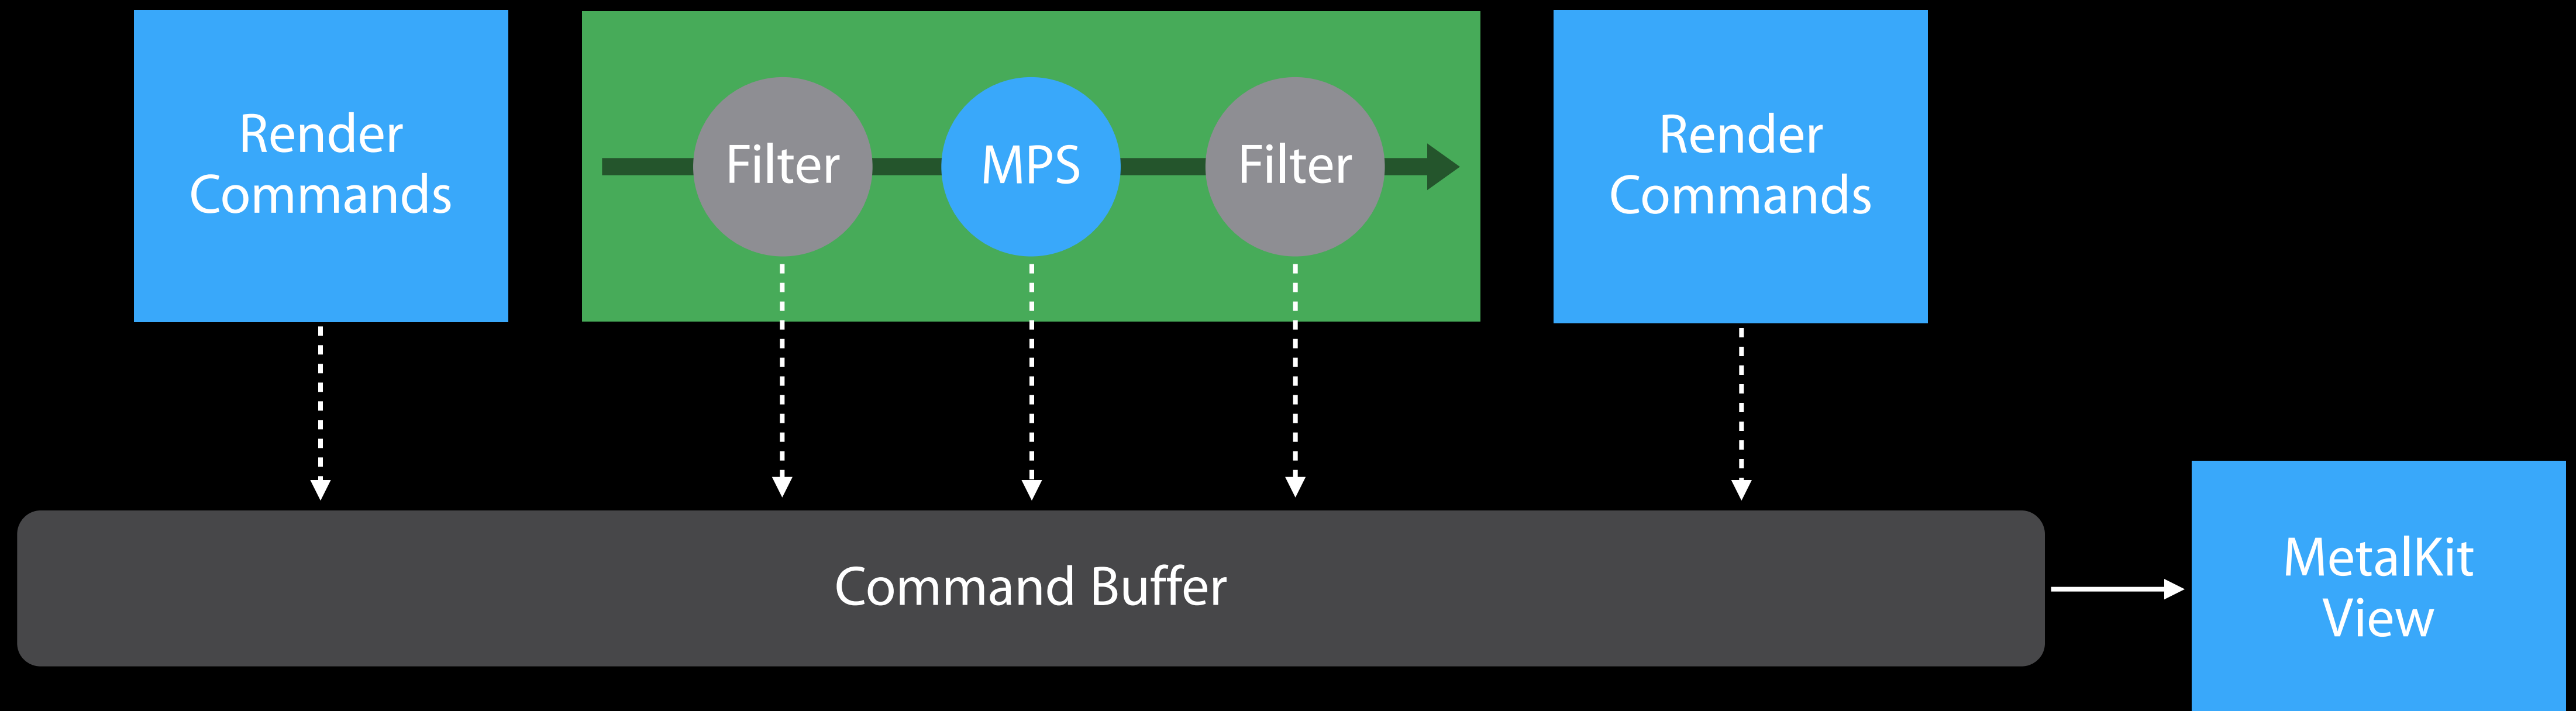 Render
Commands
Filter
MPS
Filter
Render
Commands
Command Buffer
MetalKit
View